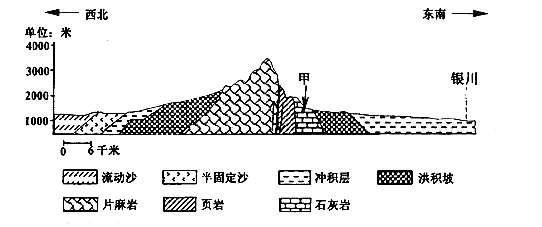 西北
东南
单位：米
4000
3000
2000
1000
甲
银川
0 6 千米
流动沙
半固定沙
冲积层
洪积坡
片麻岩
页岩
石灰岩